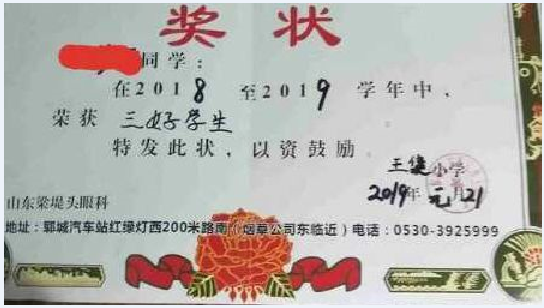 奖状
同学：
在2018至2019学年中，
荣获 三好学生
特发此状，以资鼓励。
王堤小学
2019年元月21
山东梁堤头眼科
地址：郓城汽车站红绿灯西200米路南（烟草公司东临近）电话：0530-3925999